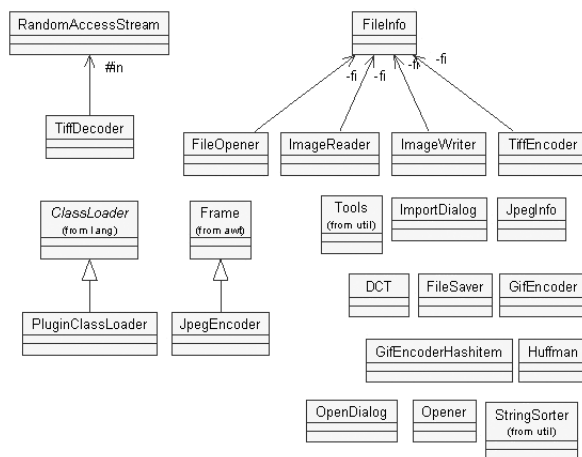 RandomAccessStream
FileInfo
#in
-fi
-fi
-fi
-fi
TiffDecoder
FileOpener
ImageReader
ImageWriter
TiffEncoder
ClassLoader
(from lang)
Frame
(from awt)
Tools
(from util)
ImportDialog
JpegInfo
DCT
FileSaver
GifEncoder
PluginClassLoader
JpegEncoder
GifEncoderHashitem
Huffman
OpenDialog
Opener
StringSorter
(from util)